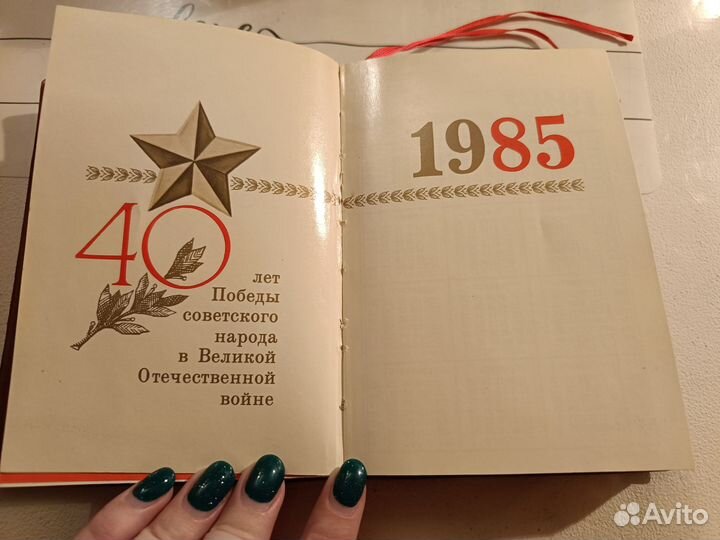 40
лет
Победы
советского
народа
в Великой
Отечественной
войне
1985
Avito